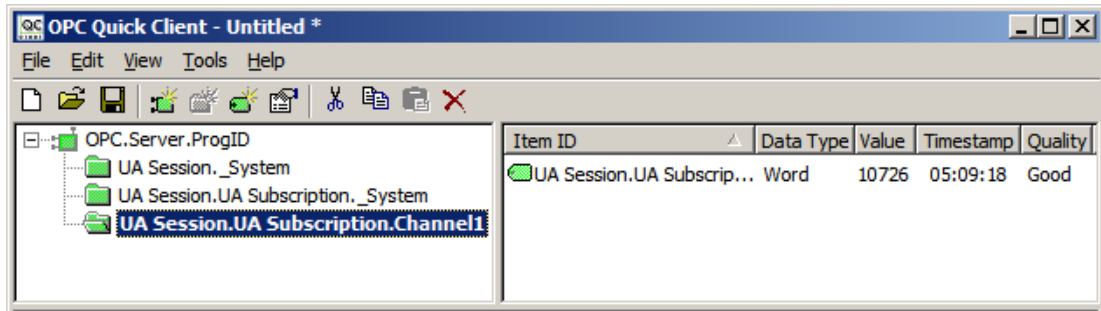 OPC Quick Client - Untitled *
File Edit View Tools Help
OPC.Server.ProgID
UA Session._System
UA Session.UA Subscription._System
UA Session.UA Subscription.Channel1
Item ID Data Type Value Timestamp Quality
UA Session.UA Subscrip... Word 10726 05:09:18 Good